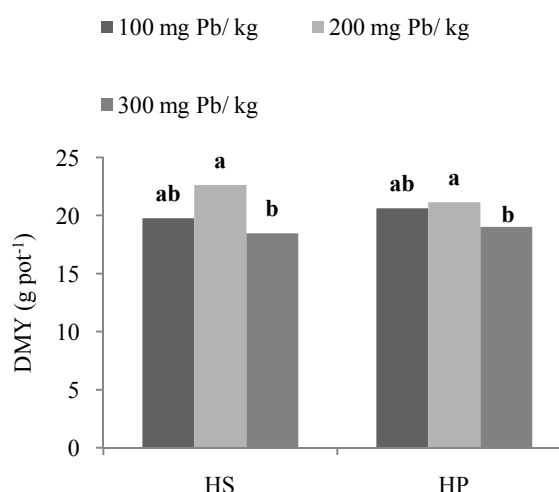 100 mg Pb/ kg 200 mg Pb/ kg
300 mg Pb/ kg
DMY (g pot-1)
25
20
15
10
5
0
ab a b ab a b
HS HP